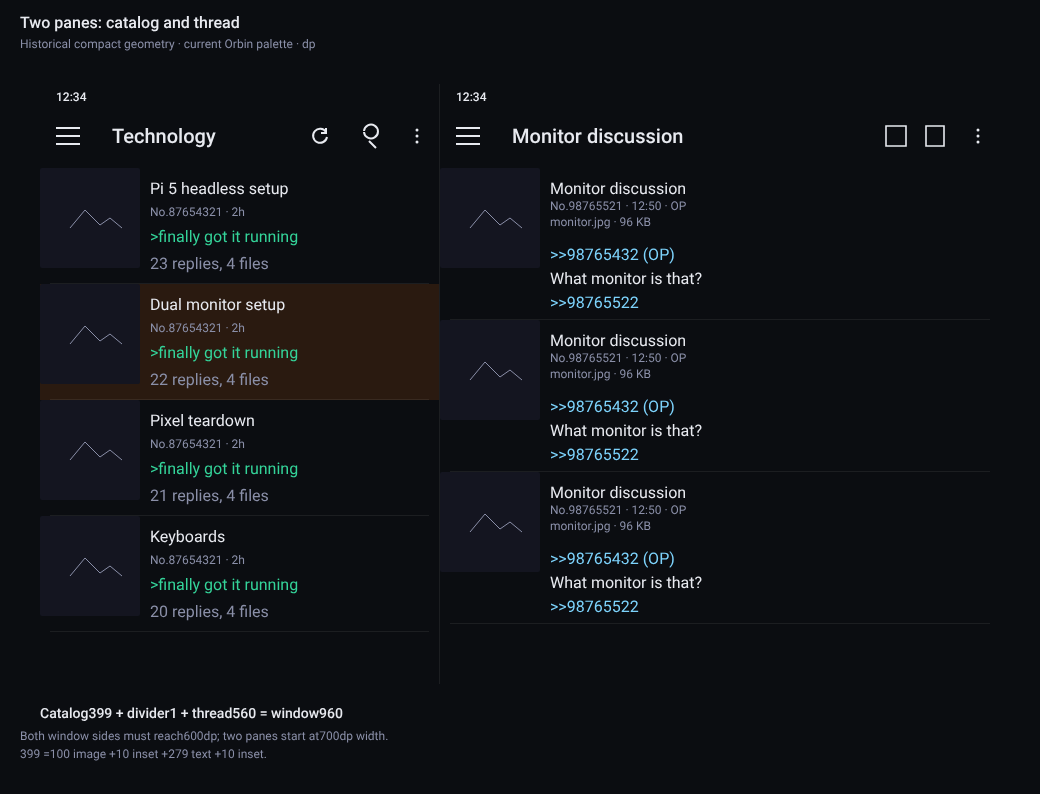 Two panes: catalog and thread
Historical compact geometry · current Orbin palette · dp
12:34
Technology
Pi 5 headless setup
No.87654321 · 2h
>finally got it running
23 replies, 4 files
Dual monitor setup
No.87654321 · 2h
>finally got it running
22 replies, 4 files
Pixel teardown
No.87654321 · 2h
>finally got it running
21 replies, 4 files
Keyboards
No.87654321 · 2h
>finally got it running
20 replies, 4 files
12:34
Monitor discussion
Monitor discussion
No.98765521 · 12:50 · OP
monitor.jpg · 96 KB
>>98765432 (OP)
What monitor is that?
>>98765522
Monitor discussion
No.98765521 · 12:50 · OP
monitor.jpg · 96 KB
>>98765432 (OP)
What monitor is that?
>>98765522
Monitor discussion
No.98765521 · 12:50 · OP
monitor.jpg · 96 KB
>>98765432 (OP)
What monitor is that?
>>98765522
Catalog399 + divider1 + thread560 = window960
Both window sides must reach600dp; two panes start at700dp width.
399 =100 image +10 inset +279 text +10 inset.